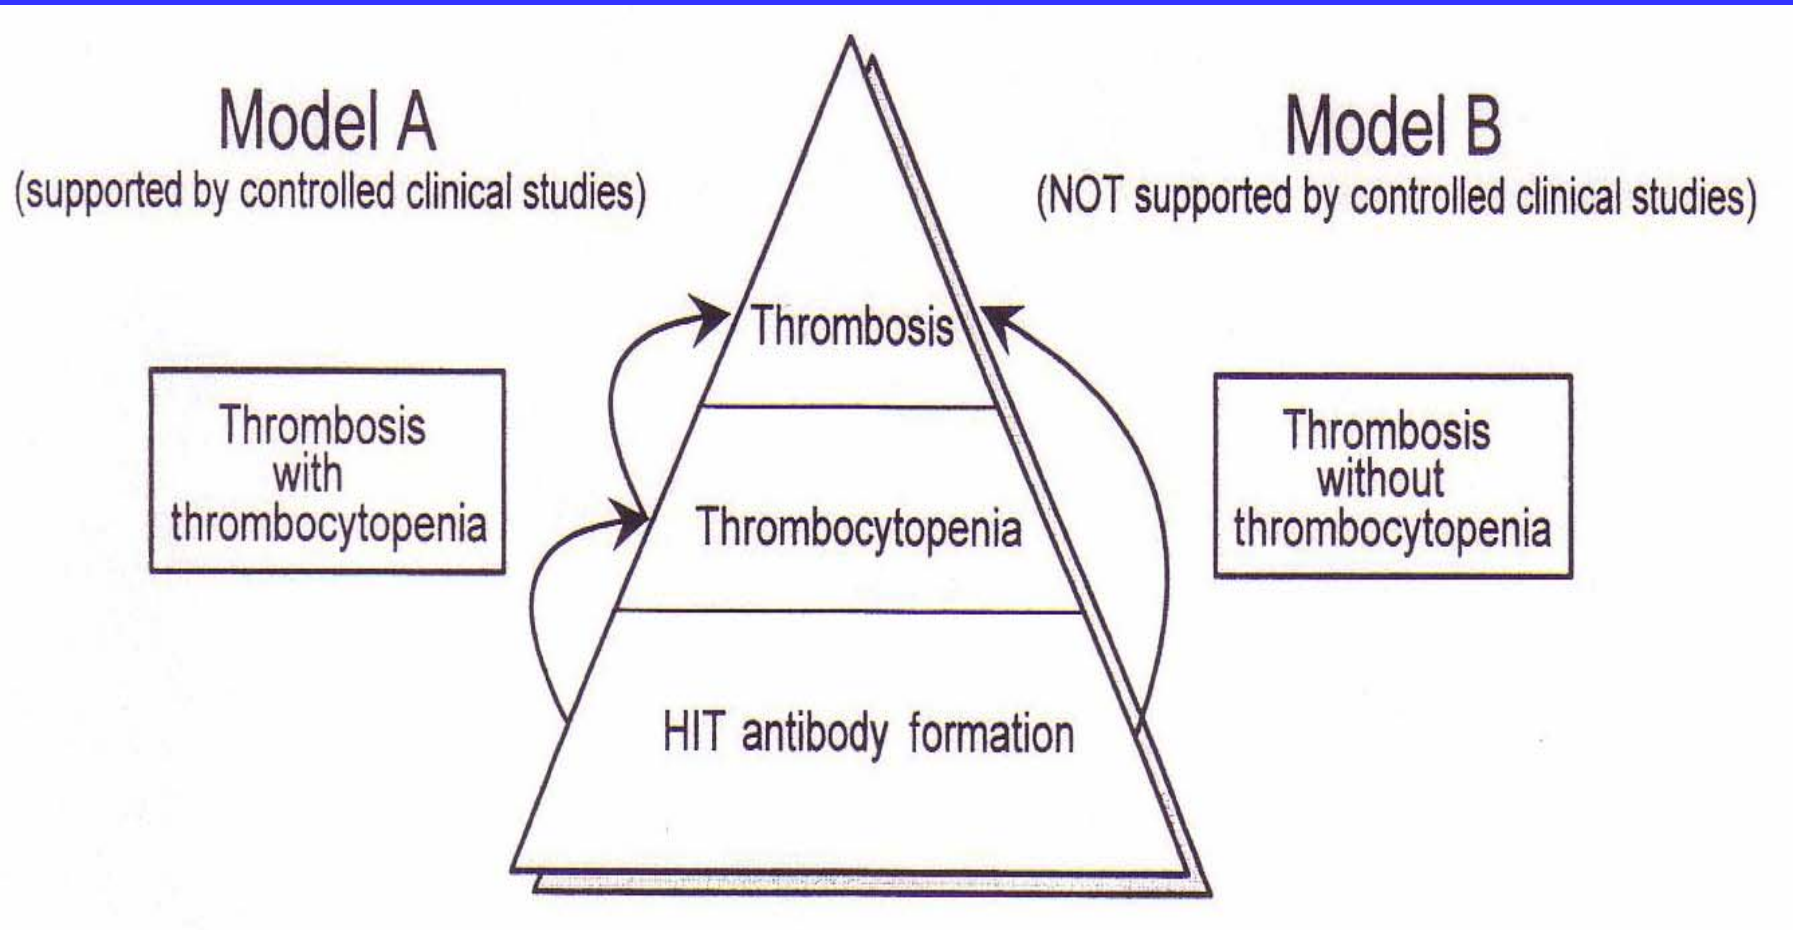 Model A
(supported by controlled clinical studies)
Model B
(NOT supported by controlled clinical studies)
Thrombosis
Thrombosis
with
thrombocytopenia
Thrombosis
without
thrombocytopenia
Thrombocytopenia
HIT antibody formation